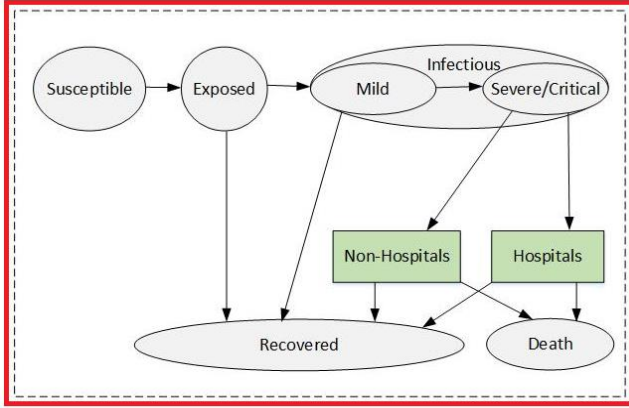 Susceptible
Exposed
Infectious
Mild
Severe/Critical
Non-Hospitals
Hospitals
Recovered
Death